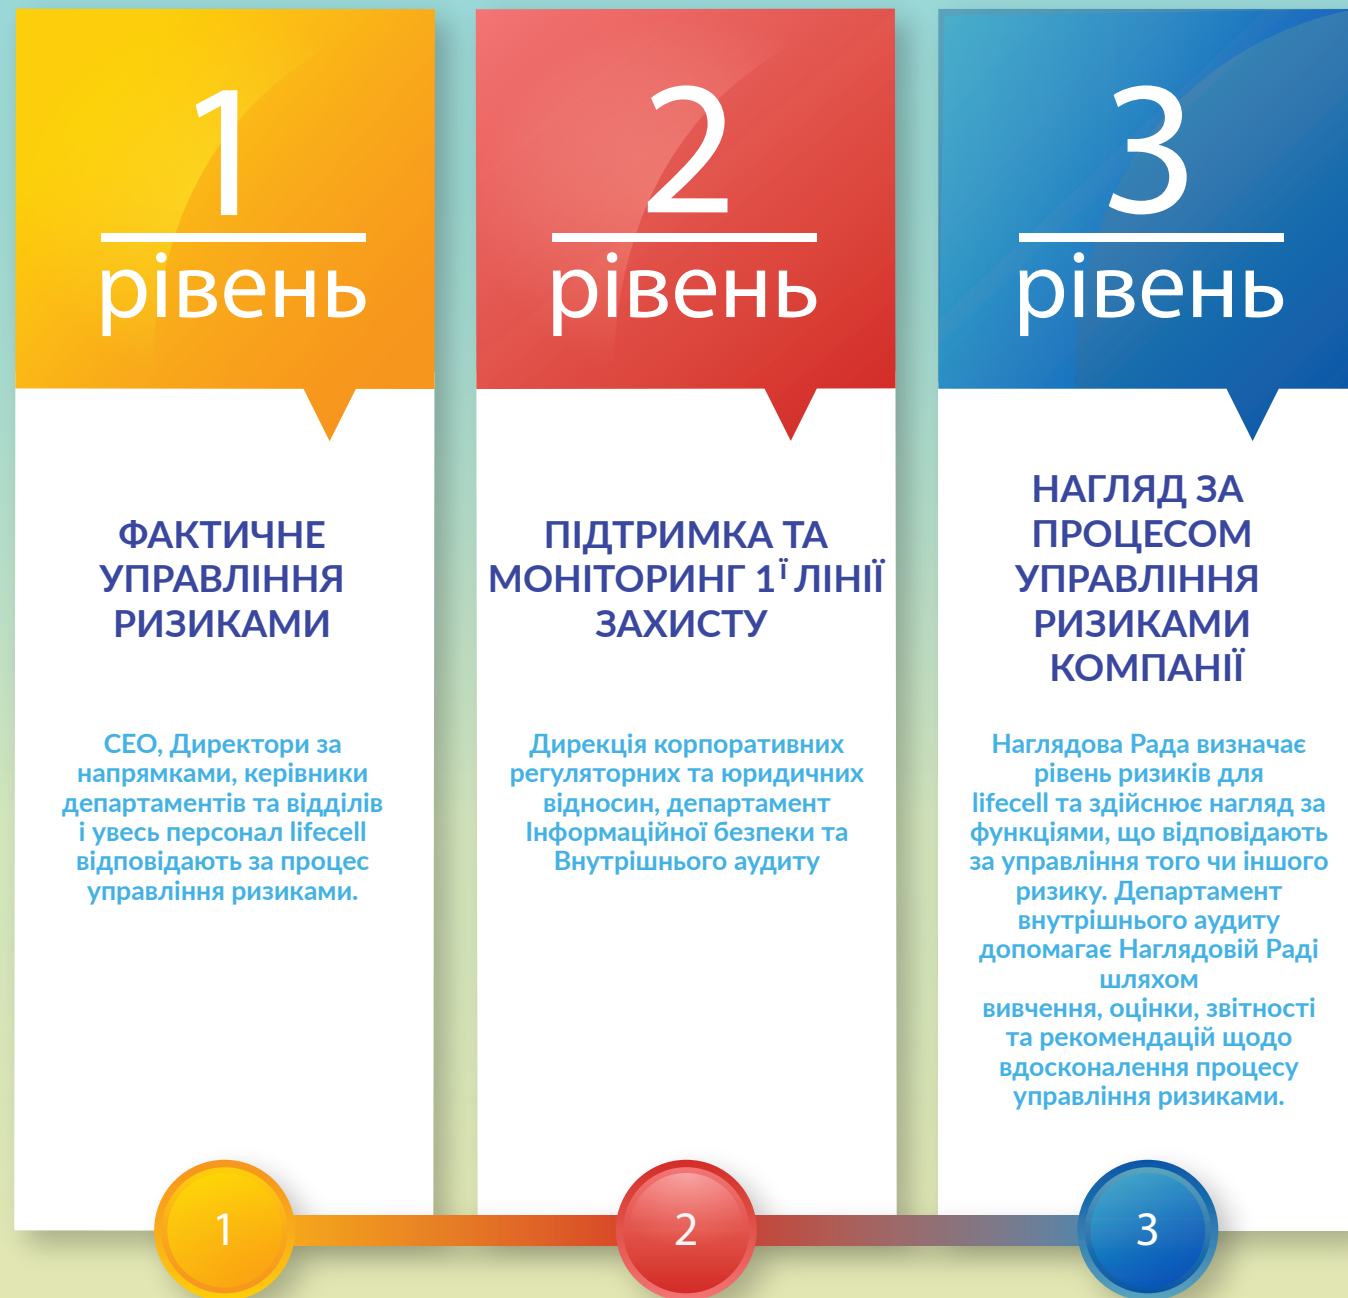 1
рівень
ФАКТИЧНЕ
УПРАВЛІННЯ
РИЗИКАМИ
CEO, Директори за
напрямками, керівники
департаментів та відділів
і увесь персонал lifecell
відповідають за процес
управління ризиками.
1
2
рівень
ПІДТРИМКА ТА
МОНІТОРИНГ 1ї ЛІНІЇ
ЗАХИСТУ
Дирекція корпоративних
регуляторних та юридичних
відносин, департамент
Інформаційної безпеки та
Внутрішнього аудиту
2
3
рівень
НАГЛЯД ЗА
ПРОЦЕСОМ
УПРАВЛІННЯ
РИЗИКАМИ
КОМПАНІЇ
Наглядова Рада визначає
рівень ризиків для
lifecell та здійснює нагляд за
функціями, що відповідають
за управління того чи іншого
ризику. Департамент
внутрішнього аудиту
допомагає Наглядовій Раді
шляхом
вивчення, оцінки, звітності
та рекомендацій щодо
вдосконалення процесу
управління ризиками.
3